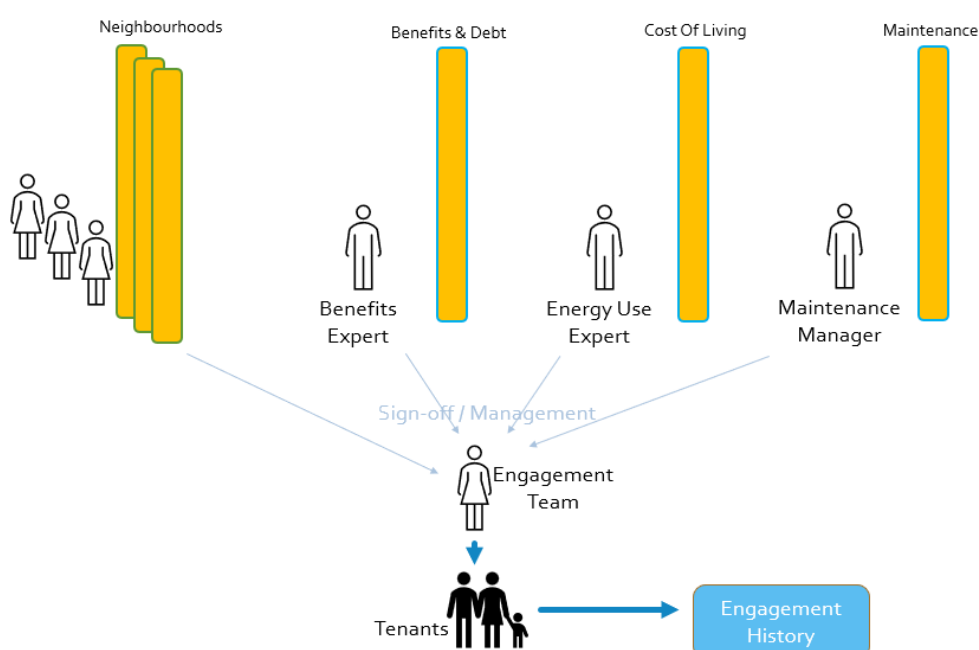 Neighbourhoods
Benefits & Debt
Cost Of Living
Maintenance
Benefits
Expert
Energy Use
Expert
Maintenance
Manager
Sign-off / Management
Engagement
Team
Tenants
Engagement
History